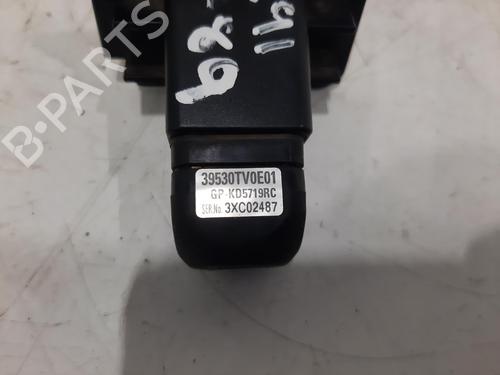 B-PARTS
39530TV0E01
GP-KD5719RC
SER.No. 3XC02487